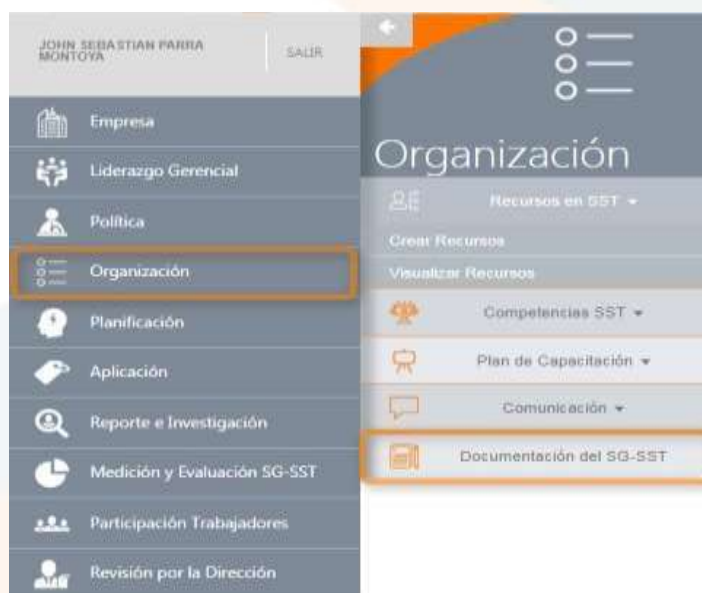 JOHN SEBASTIAN PARRA
MONTOYA
SALIR
Empresa
Liderazgo Gerencial
Política
Organización
Planificación
Aplicación
Reporte e Investigación
Medición y Evaluación SG-SST
Participación Trabajadores
Revisión por la Dirección
Organización
Recursos en SST
Crear Recursos
Visualizar Recursos
Competencias SST
Plan de Capacitación
Comunicación
Documentación del SG-SST